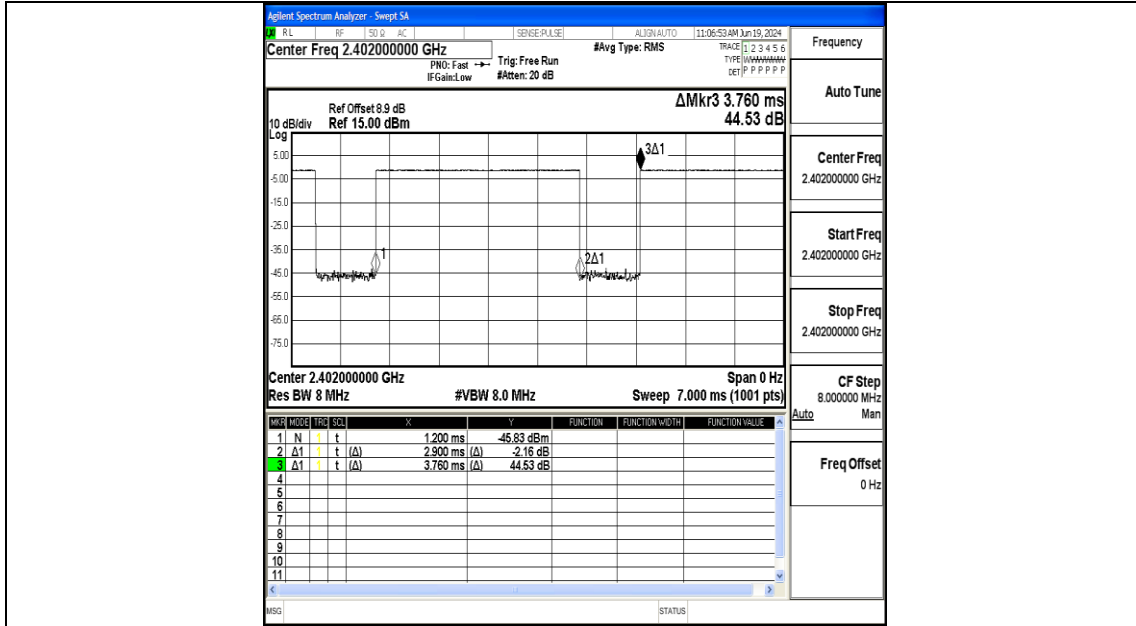 Agilent Spectrum Analyzer - Swept SA
RL RF 50 Ω AC SENSE:PULSE ALIGNAUTO 11:06:53 AM Jun 19, 2024
Center Freq 2.402000000 GHz
PNO: Fast
IFGain:Low
Trig: Free Run
#Atten: 20 dB
#Avg Type: RMS
TRACE 1 2 3 4 5 6
TYPE
DET P P P P P P
ΔMkr3 3.760 ms
44.53 dB
Ref Offset 8.9 dB
10 dB/div Ref 15.00 dBm
Log
5.00
-5.00
-15.0
-25.0
-35.0
-45.0
-55.0
-65.0
-75.0
3Δ1
1
2Δ1
Center 2.402000000 GHz Span 0 Hz
Res BW 8 MHz #VBW 8.0 MHz Sweep 7.000 ms (1001 pts)
MKR MODE TRC SCL X Y FUNCTION FUNCTION WIDTH FUNCTION VALUE
1 N 1 t 1.200 ms -45.83 dBm
2 Δ1 1 t (Δ) 2.900 ms (Δ) -2.16 dB
3 Δ1 1 t (Δ) 3.760 ms (Δ) 44.53 dB
4
5
6
7
8
9
10
11
MSG STATUS
Frequency
Auto Tune
Center Freq
2.402000000 GHz
Start Freq
2.402000000 GHz
Stop Freq
2.402000000 GHz
CF Step
8.000000 MHz
Auto Man
Freq Offset
0 Hz